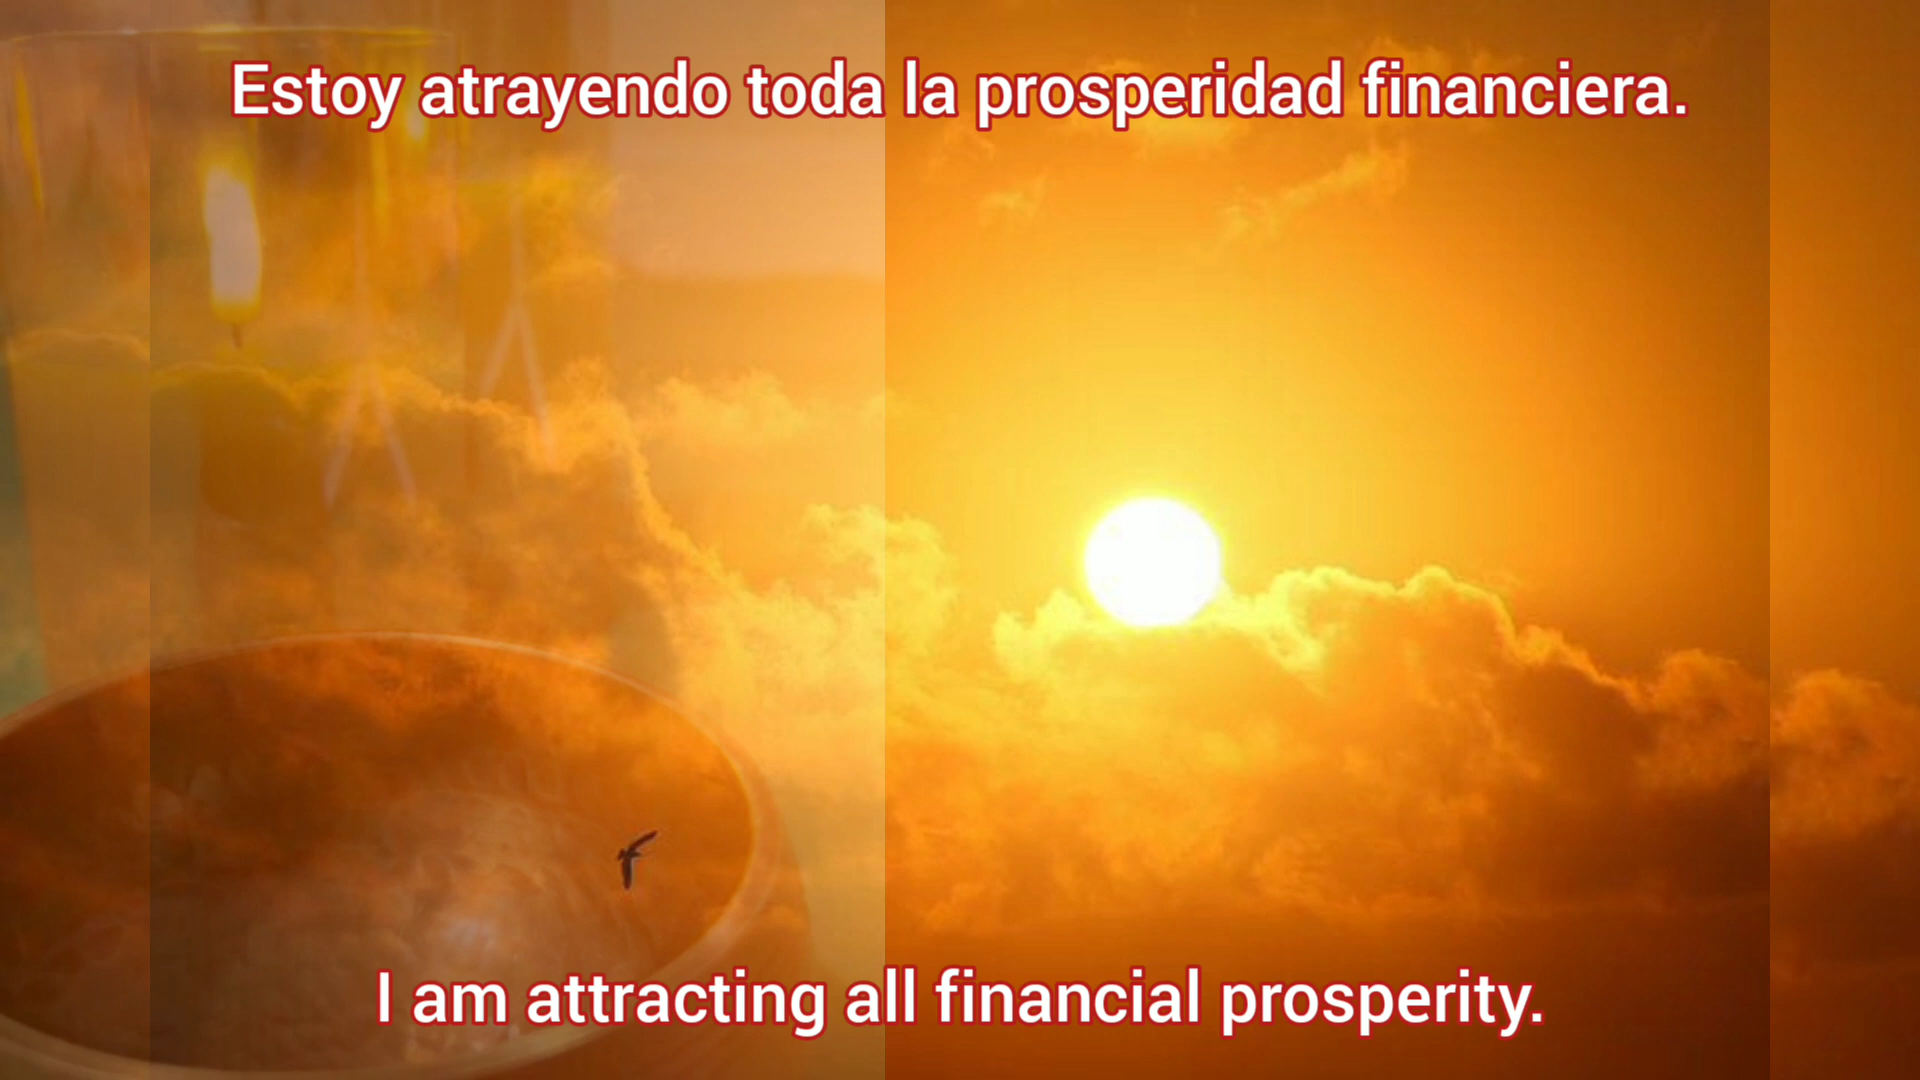 Estoy atrayendo toda la prosperidad financiera.
I am attracting all financial prosperity.